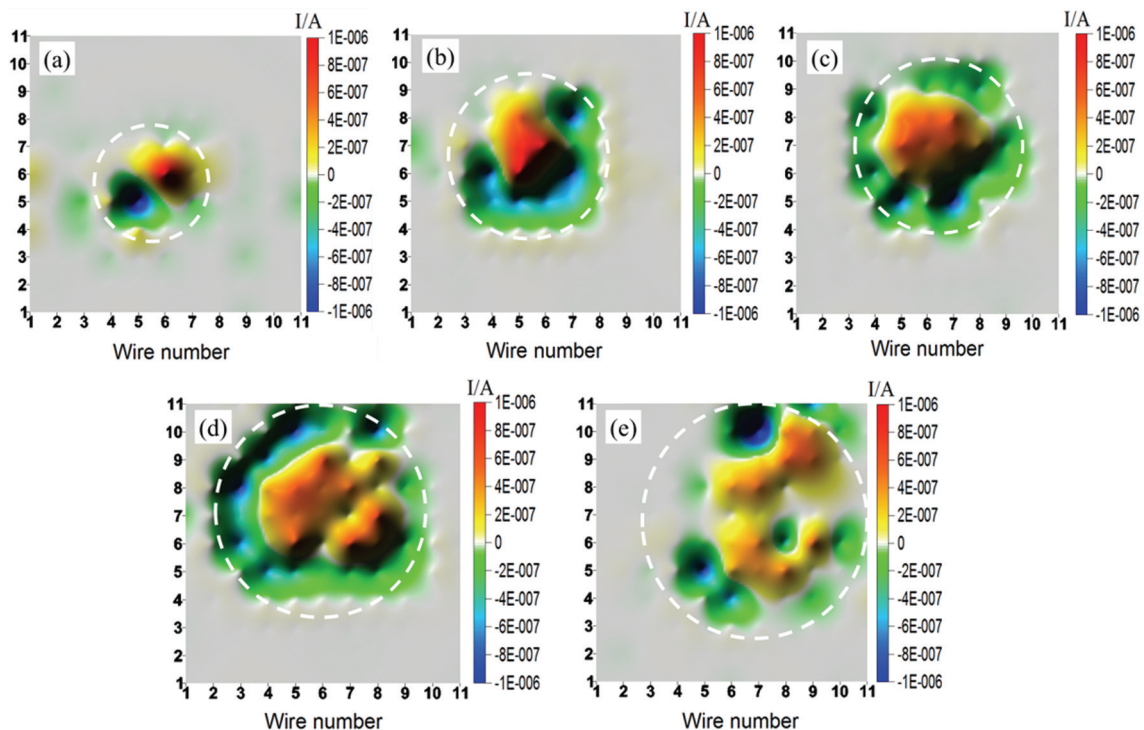 I/A
(a)
11
10
9
8
7
6
5
4
3
2
1
1 2 3 4 5 6 7 8 9 10 11
1E-006
8E-007
6E-007
4E-007
2E-007
0
-2E-007
-4E-007
-6E-007
-8E-007
-1E-006
Wire number
I/A
(b)
11
10
9
8
7
6
5
4
3
2
1
1 2 3 4 5 6 7 8 9 10 11
1E-006
8E-007
6E-007
4E-007
2E-007
0
-2E-007
-4E-007
-6E-007
-8E-007
-1E-006
Wire number
I/A
(c)
11
10
9
8
7
6
5
4
3
2
1
1 2 3 4 5 6 7 8 9 10 11
1E-006
8E-007
6E-007
4E-007
2E-007
0
-2E-007
-4E-007
-6E-007
-8E-007
-1E-006
Wire number
I/A
(d)
11
10
9
8
7
6
5
4
3
2
1
1 2 3 4 5 6 7 8 9 10 11
1E-006
8E-007
6E-007
4E-007
2E-007
0
-2E-007
-4E-007
-6E-007
-8E-007
-1E-006
Wire number
I/A
(e)
11
10
9
8
7
6
5
4
3
2
1
1 2 3 4 5 6 7 8 9 10 11
1E-006
8E-007
6E-007
4E-007
2E-007
0
-2E-007
-4E-007
-6E-007
-8E-007
-1E-006
Wire number